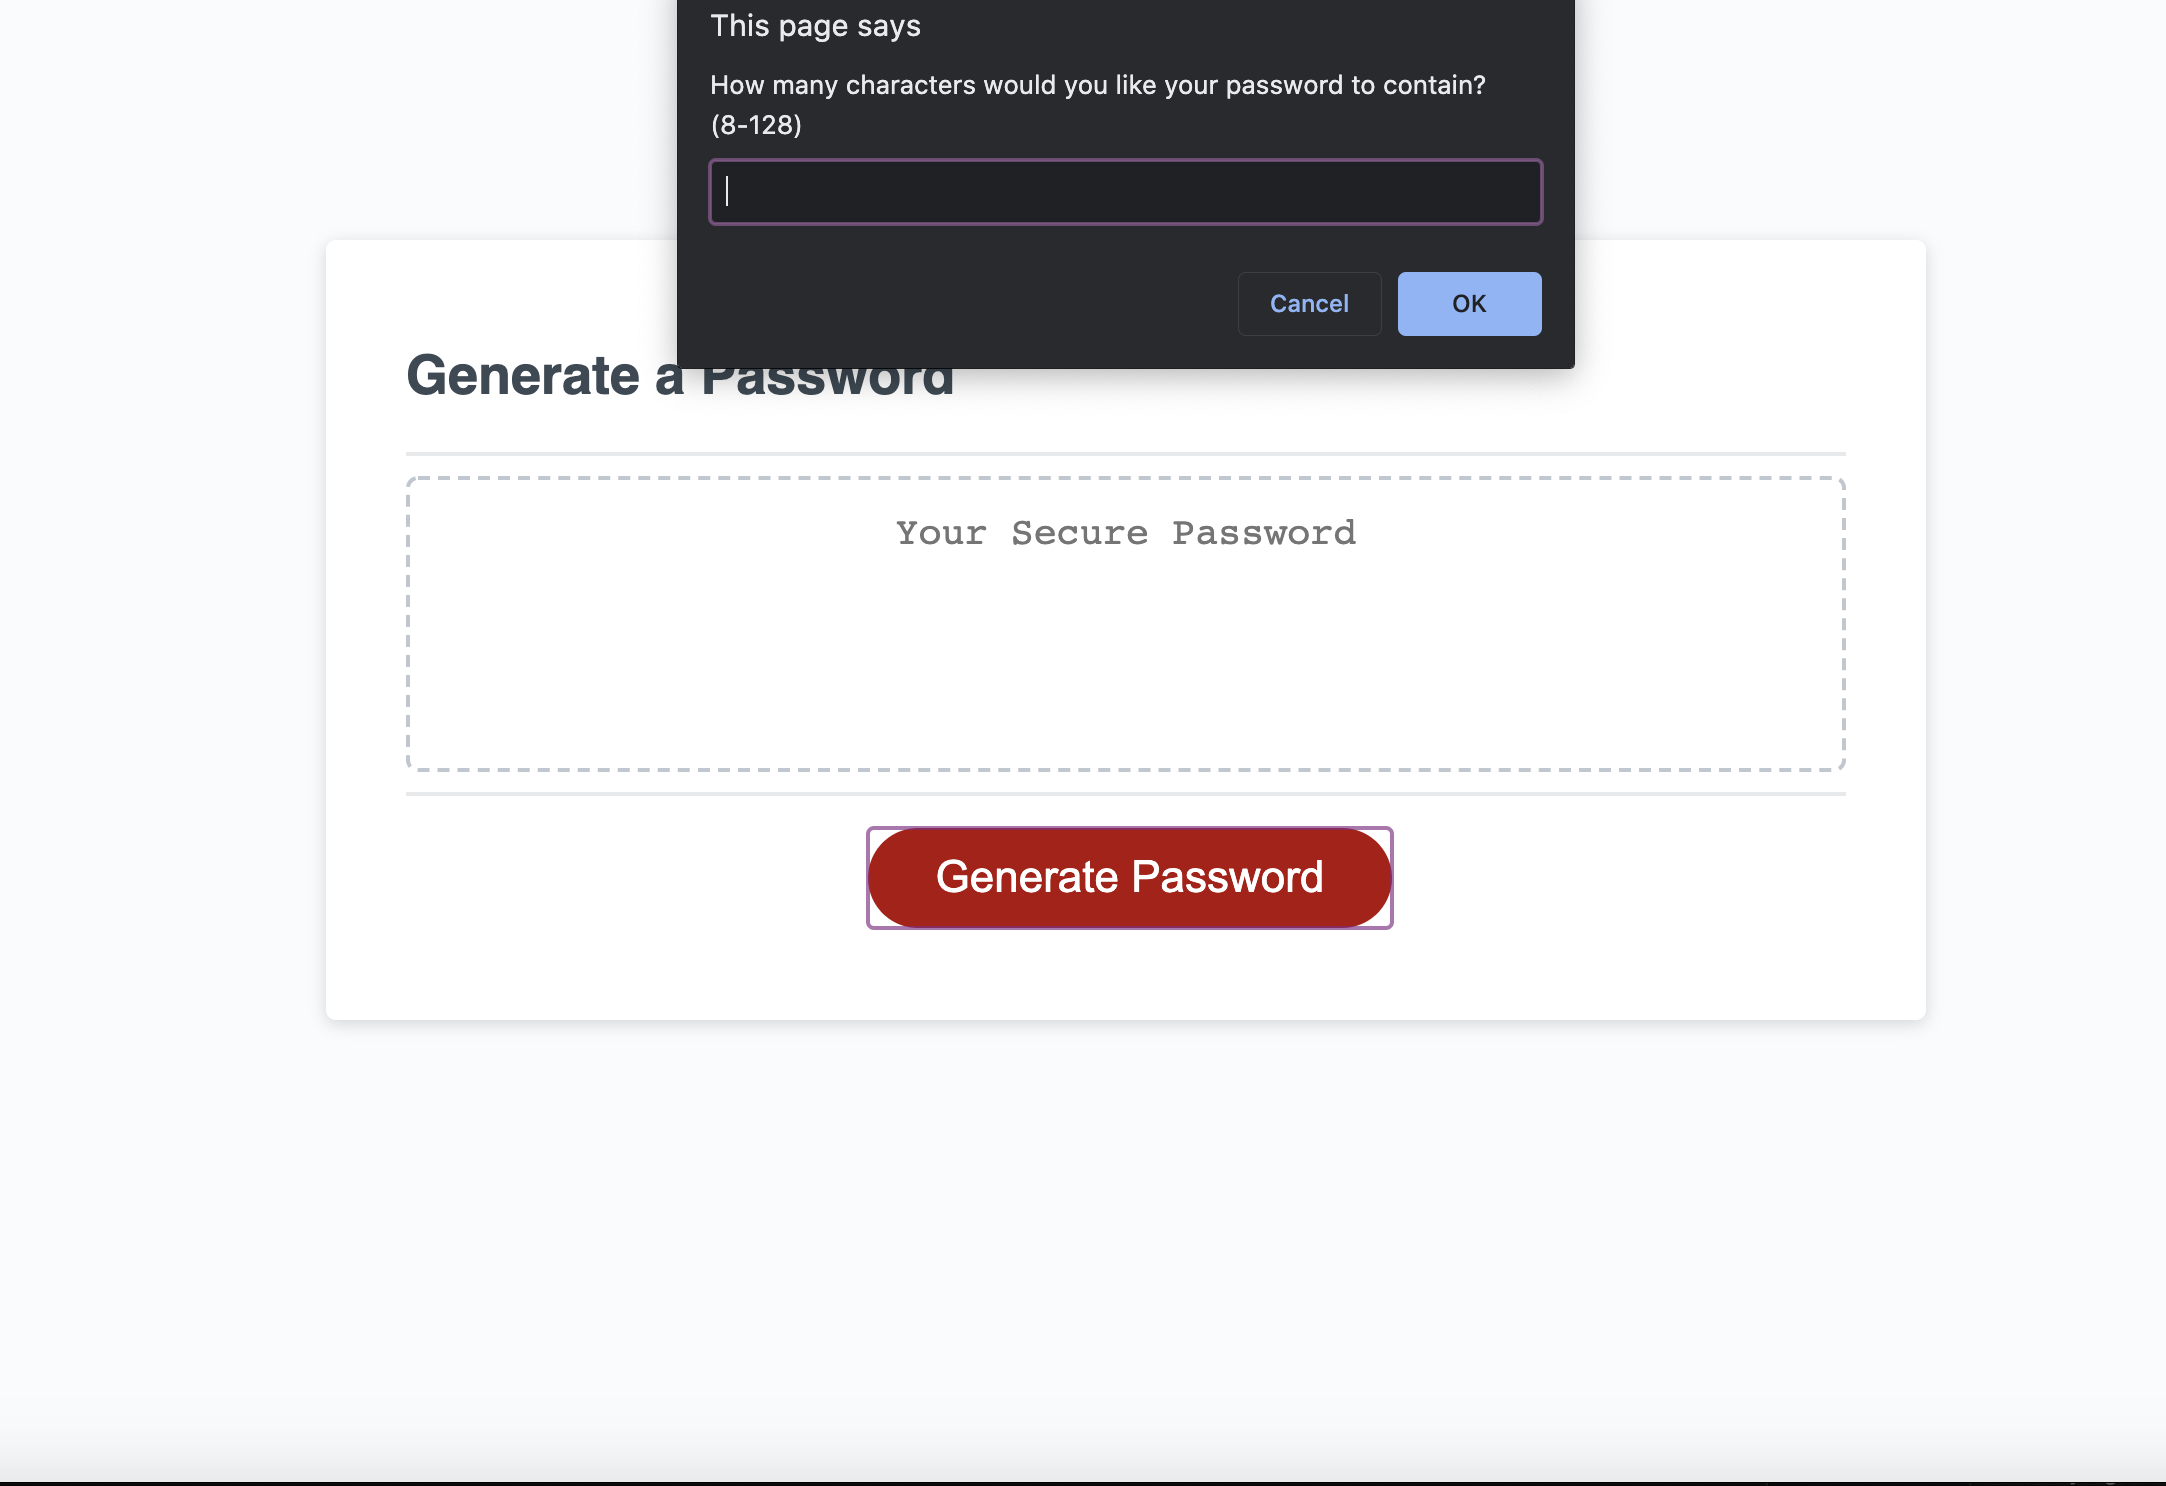 This page says
How many characters would you like your password to contain?
(8-128)
Cancel
OK
Generate a Password
Your Secure Password
Generate Password